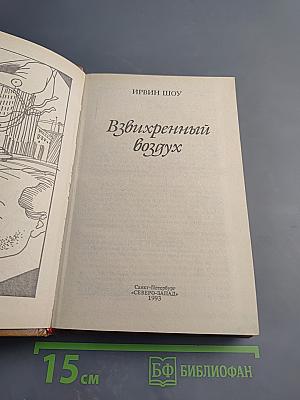 ИРВИН ШОУ
Взвихренный
воздух
Санкт-Петербург
«СЕВЕРО-ЗАПАД»
1993
15 см
БФ БИБЛИОФАН